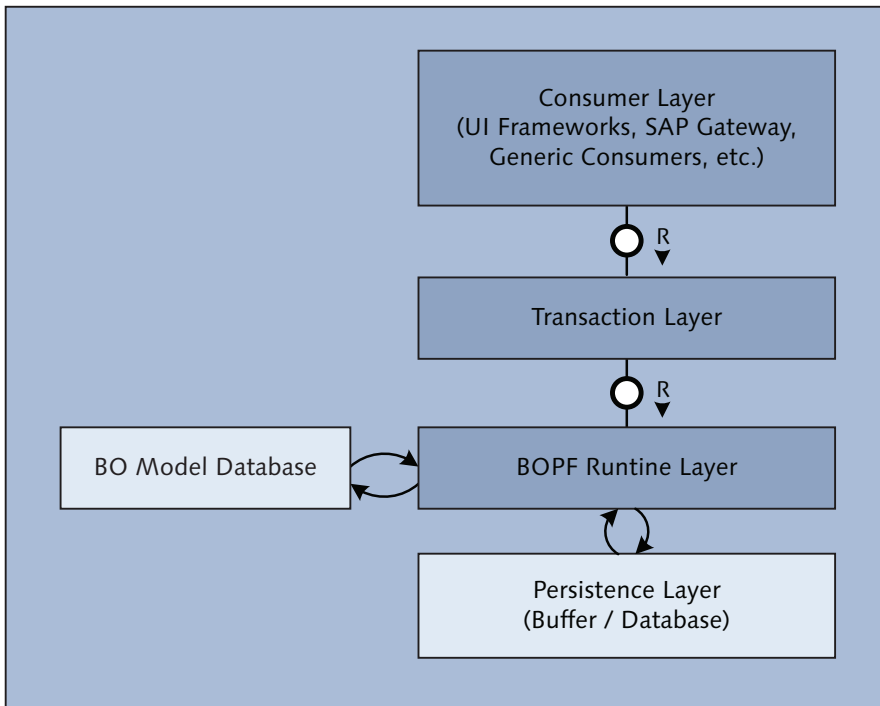 Consumer Layer
(UI Frameworks, SAP Gateway,
Generic Consumers, etc.)
R
Transaction Layer
R
BO Model Database
BOPF Runtine Layer
Persistence Layer
(Buffer / Database)